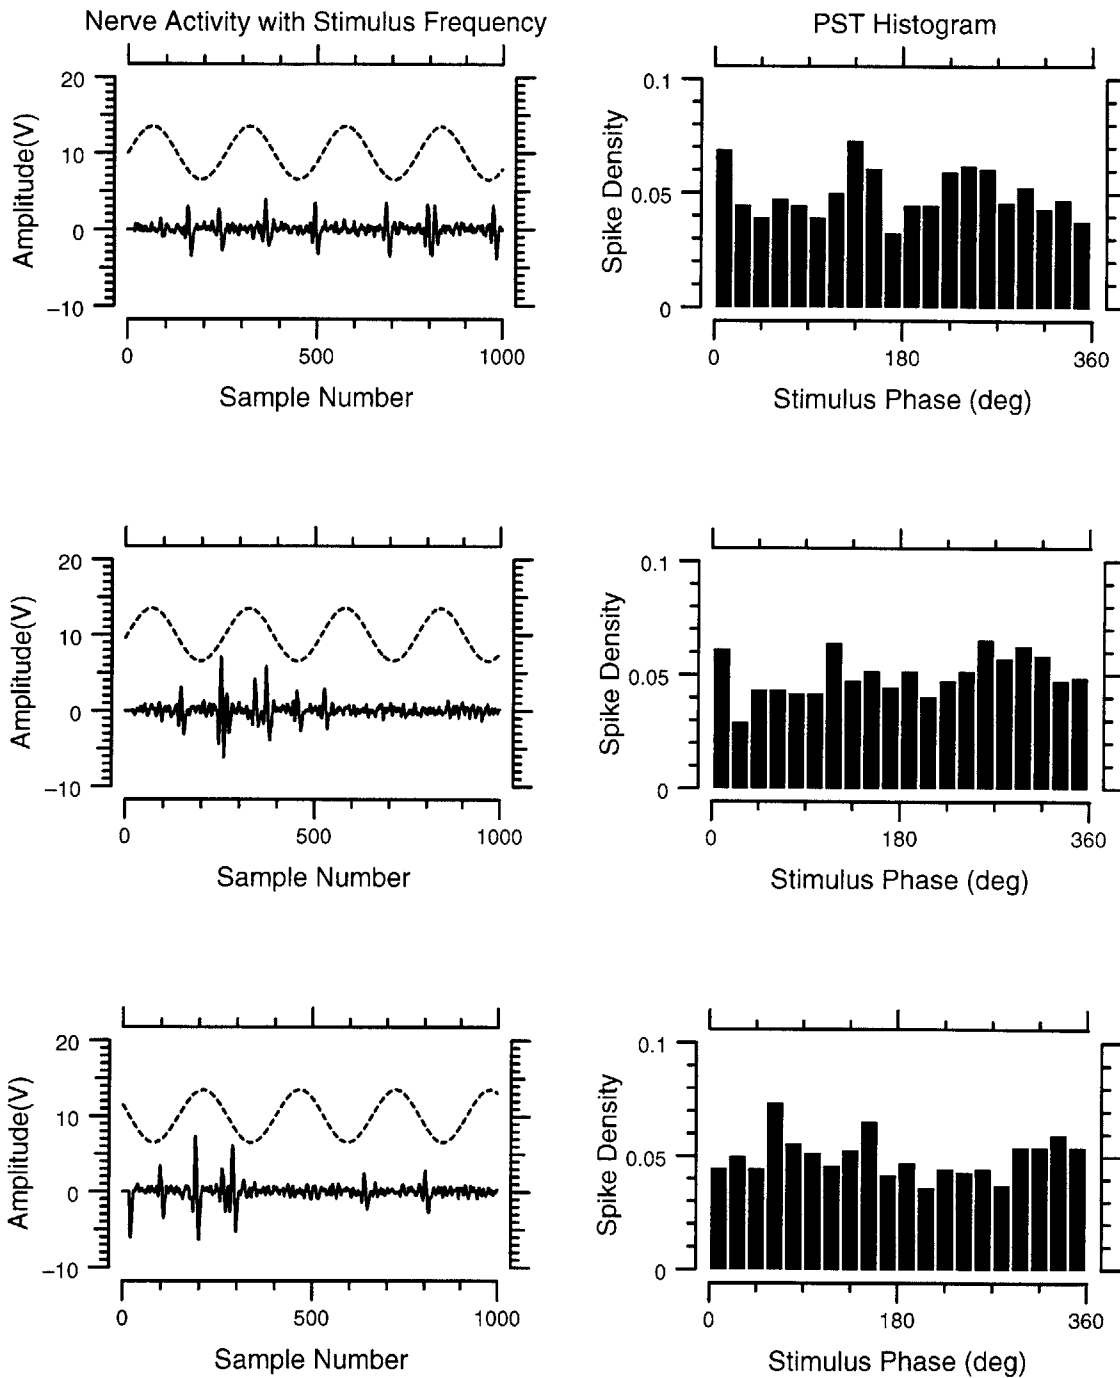 Nerve Activity with Stimulus Frequency
PST Histogram
20
10
0
−10
Amplitude(V)
0
500
1000
Sample Number
0.1
0.05
0
Spike Density
0
180
360
Stimulus Phase (deg)
20
10
0
−10
Amplitude(V)
0
500
1000
Sample Number
0.1
0.05
0
Spike Density
0
180
360
Stimulus Phase (deg)
20
10
0
−10
Amplitude(V)
0
500
1000
Sample Number
0.1
0.05
0
Spike Density
0
180
360
Stimulus Phase (deg)